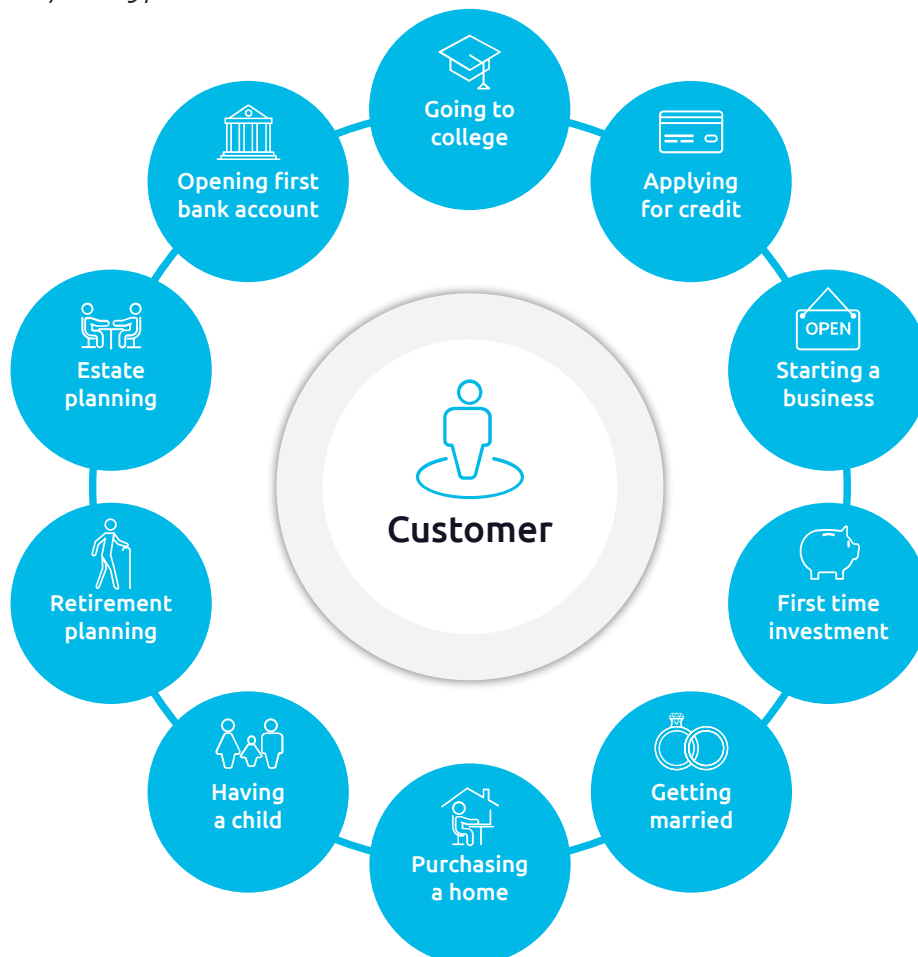 Going to
college
Opening first
bank account
Applying
for credit
Estate
planning
OPEN
Starting a
business
Customer
Retirement
planning
First time
investment
Having
a child
Getting
married
Purchasing
a home